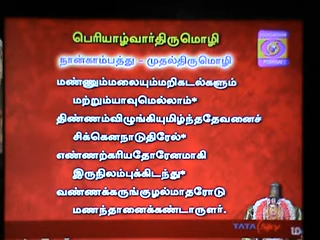 பெரியாழ்வார்திருமொழி
நான்காம்பத்து - முதல்திருமொழி
மண்ணும்மலையும்மறிகடல்களும்
மற்றும்யாவுமெல்லாம்*
திண்ணம்விழுங்கியுமிழ்ந்ததேவனைச்
சிக்கெனநாடுதிரேல்*
எண்ணற்கரியதோரேனமாகி
இருநிலம்புக்கிடந்து*
வண்ணக்கருங்குழல்மாதரோடு
மணந்தானைக்கண்டாருளர்.
TATA Sky